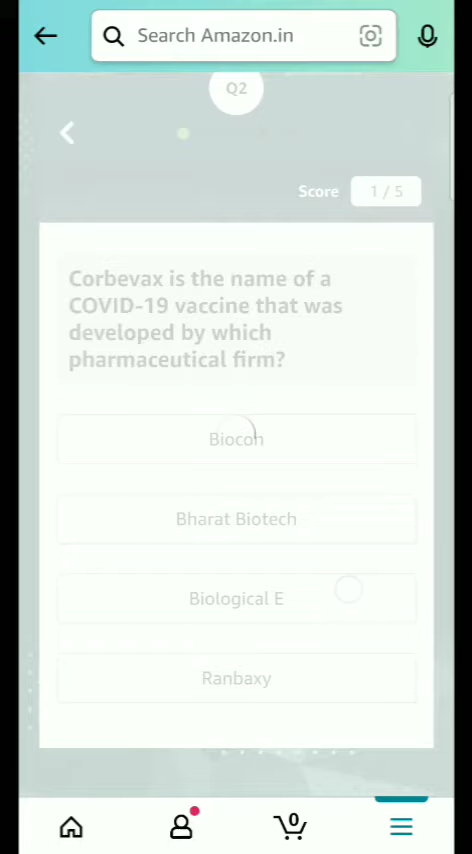 Search Amazon.in
Q2
Score 1 / 5
Corbevax is the name of a
COVID-19 vaccine that was
developed by which
pharmaceutical firm?
Biocon
Bharat Biotech
Biological E
Ranbaxy
0